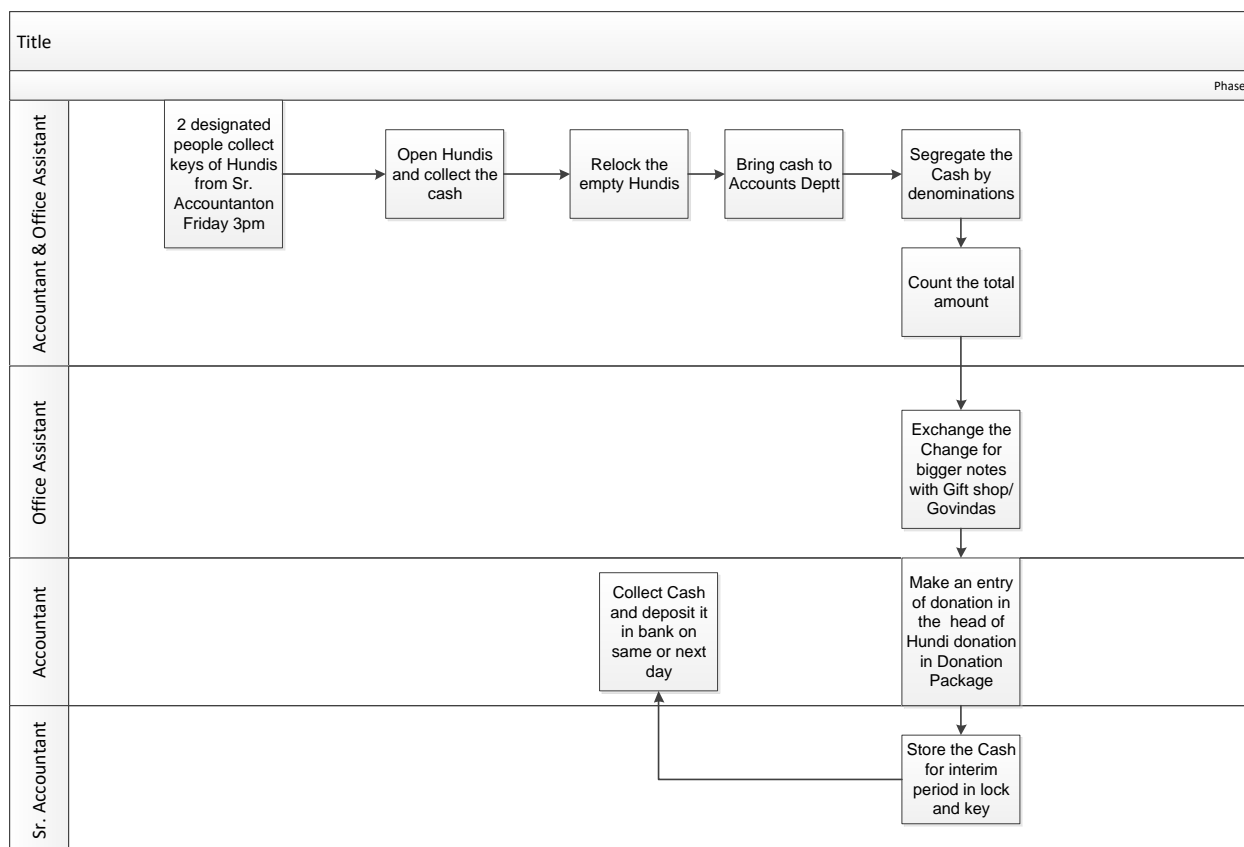 Title
Phase
Accountant & Office Assistant
2 designated
people collect
keys of Hundis
from Sr.
Accountanton
Friday 3pm
Open Hundis
and collect the
cash
Relock the
empty Hundis
Bring cash to
Accounts Deptt
Segregate the
Cash by
denominations
Count the total
amount
Office Assistant
Exchange the
Change for
bigger notes
with Gift shop/
Govindas
Accountant
Make an entry
of donation in
the head of
Hundi donation
in Donation
Package
Collect Cash
and deposit it
in bank on
same or next
day
Sr. Accountant
Store the Cash
for interim
period in lock
and key